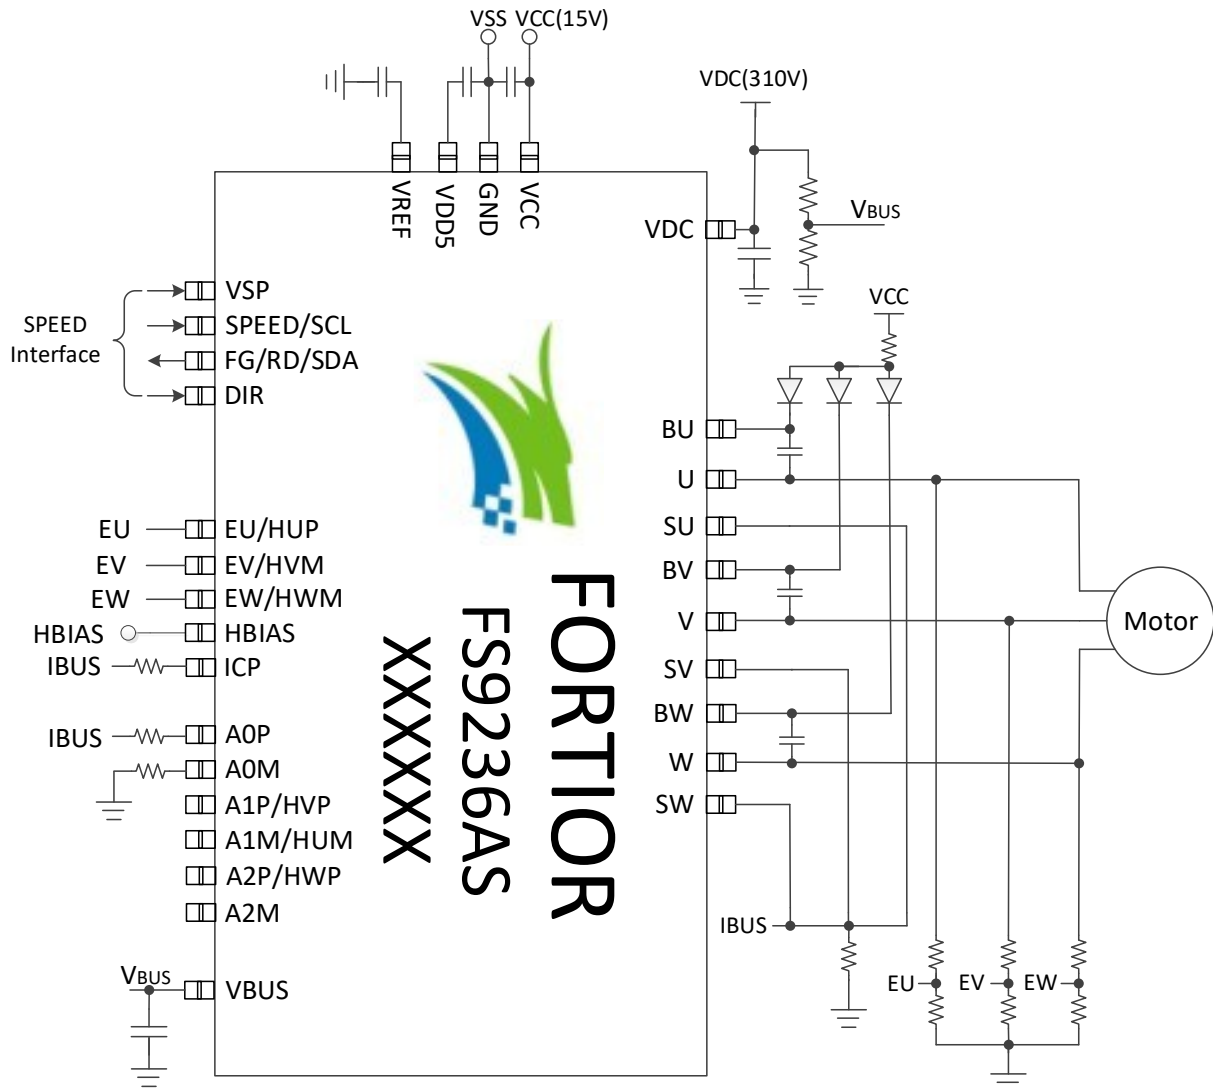 VSS VCC(15V)
VDC(310V)
VREF
VDD5
GND
VCC
VDC
VBUS
VSP
SPEED
Interface
SPEED/SCL
FG/RD/SDA
DIR
VCC
BU
U
SU
BV
V
SV
BW
W
SW
Motor
EU
EU/HUP
EV
EV/HVM
EW
EW/HWM
HBIAS
HBIAS
IBUS
ICP
IBUS
A0P
A0M
A1P/HVP
A1M/HUM
A2P/HWP
A2M
VBUS
VBUS
FORTIOR
FS9236AS
XXXXXXX
IBUS
EU
EV
EW